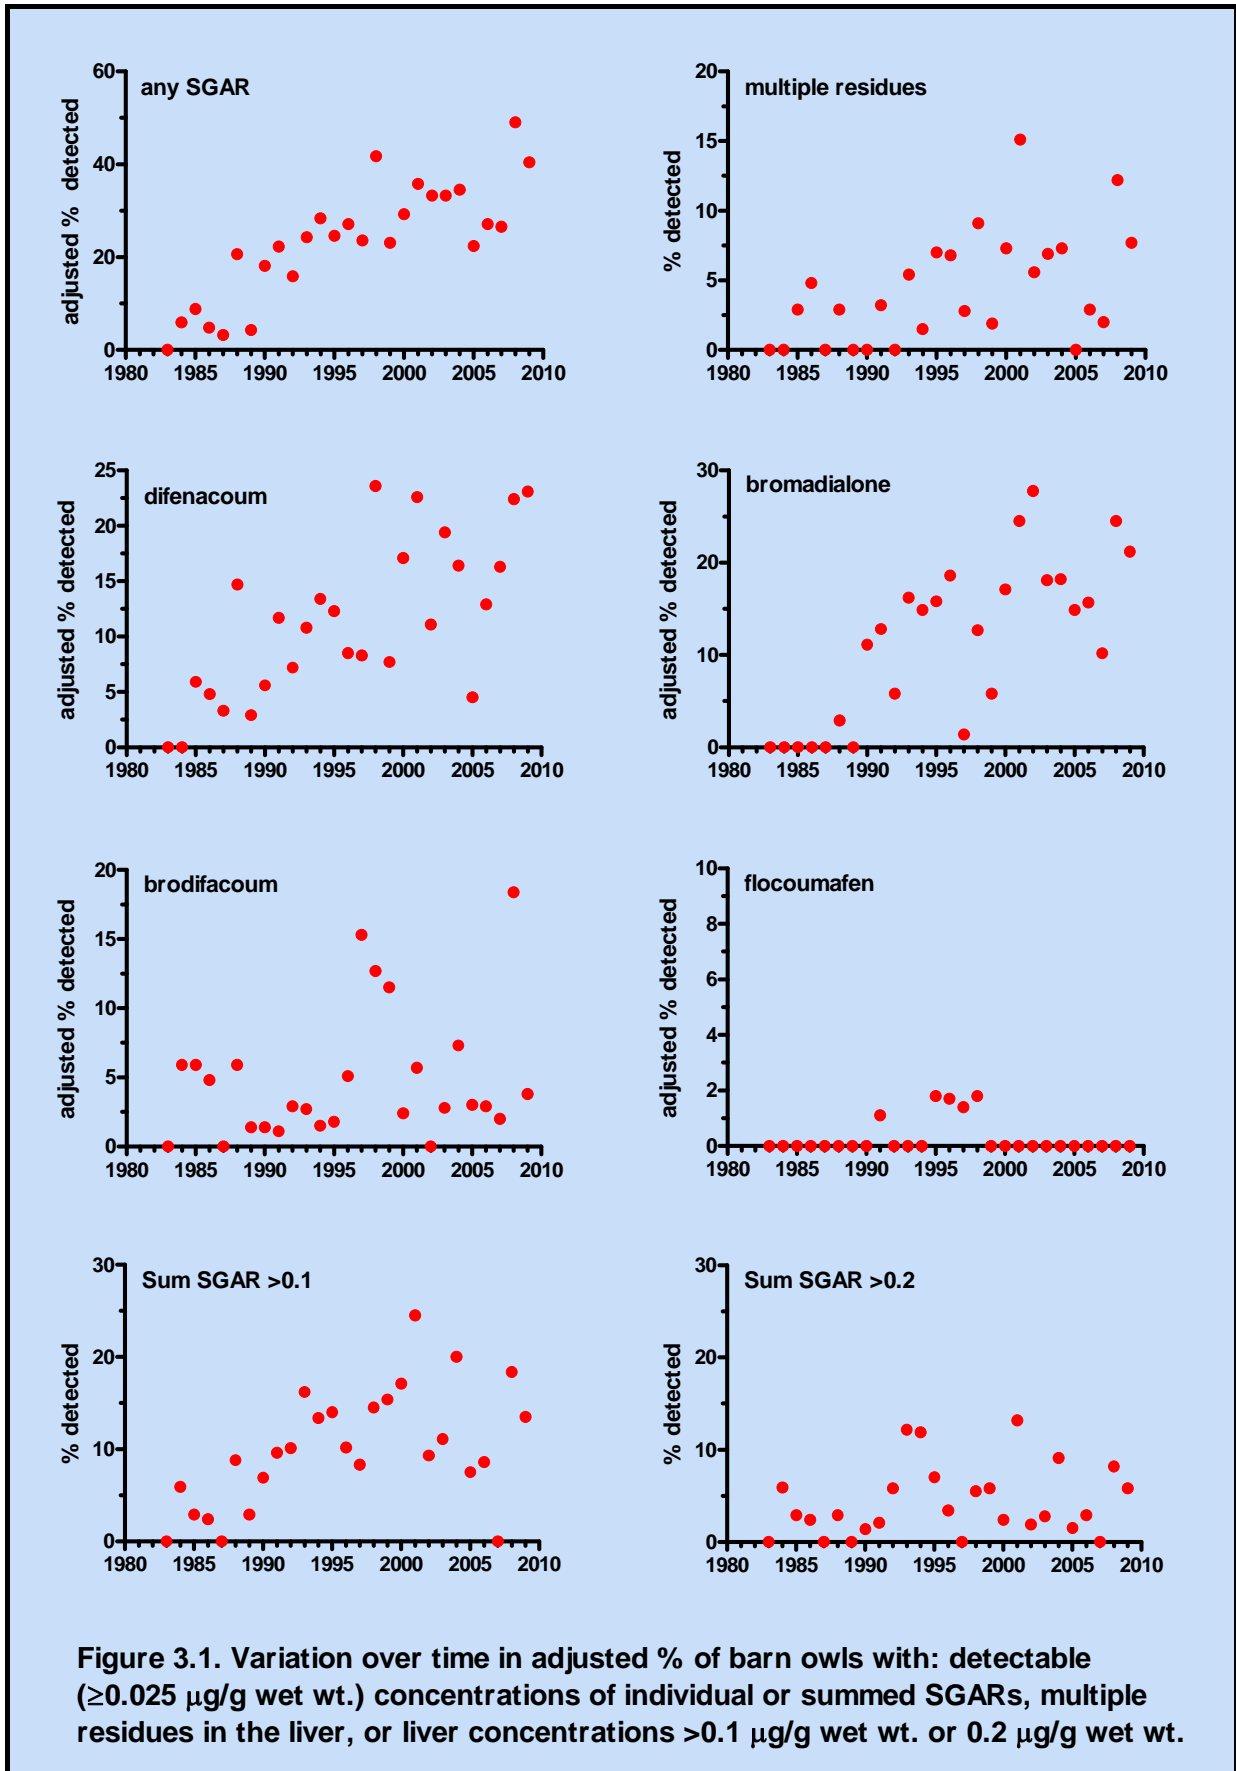 any SGAR
adjusted % detected
60
40
20
0
1980 1985 1990 1995 2000 2005 2010
multiple residues
% detected
20
15
10
5
0
1980 1985 1990 1995 2000 2005 2010
difenacoum
adjusted % detected
25
20
15
10
5
0
1980 1985 1990 1995 2000 2005 2010
bromadialone
adjusted % detected
30
20
10
0
1980 1985 1990 1995 2000 2005 2010
brodifacoum
adjusted % detected
20
15
10
5
0
1980 1985 1990 1995 2000 2005 2010
flocoumafen
adjusted % detected
10
8
6
4
2
0
1980 1985 1990 1995 2000 2005 2010
Sum SGAR >0.1
% detected
30
20
10
0
1980 1985 1990 1995 2000 2005 2010
Sum SGAR >0.2
% detected
30
20
10
0
1980 1985 1990 1995 2000 2005 2010
Figure 3.1. Variation over time in adjusted % of barn owls with: detectable
(≥0.025 μg/g wet wt.) concentrations of individual or summed SGARs, multiple
residues in the liver, or liver concentrations >0.1 μg/g wet wt. or 0.2 μg/g wet wt.